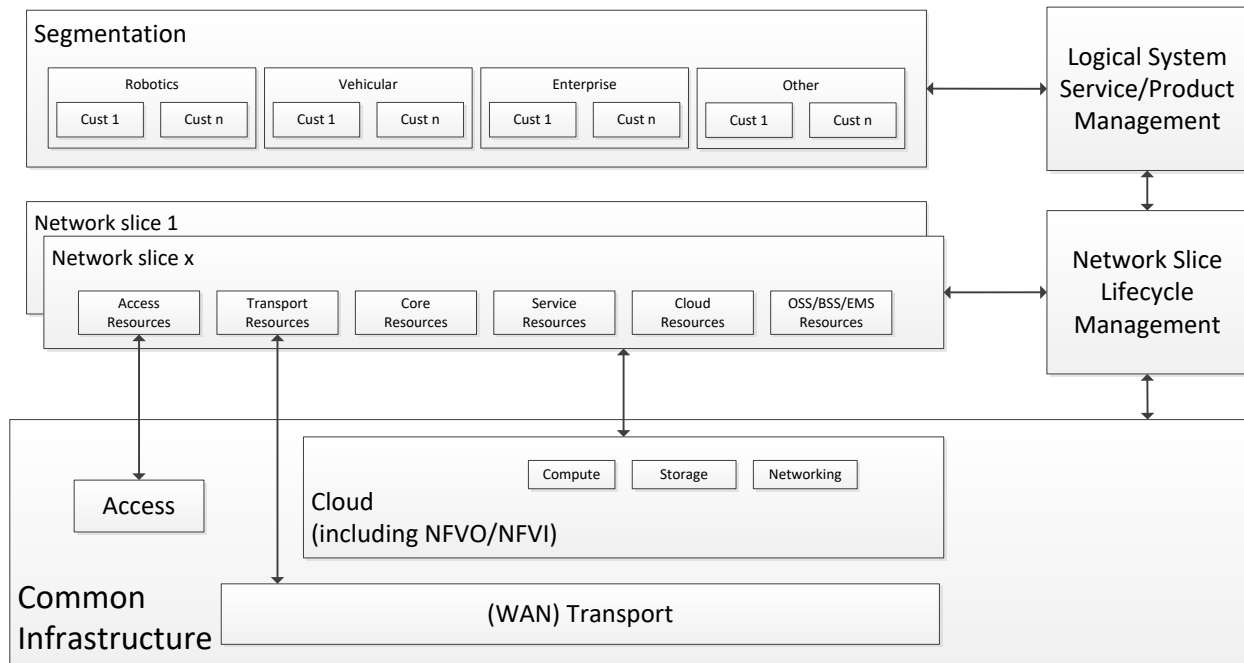 Segmentation
Robotics
Cust 1
Cust n
Vehicular
Cust 1
Cust n
Enterprise
Cust 1
Cust n
Other
Cust 1
Cust n
Logical System
Service/Product
Management
Network slice 1
Network slice x
Access
Resources
Transport
Resources
Core
Resources
Service
Resources
Cloud
Resources
OSS/BSS/EMS
Resources
Network Slice
Lifecycle
Management
Compute
Storage
Networking
Cloud
(including NFVO/NFVI)
Access
(WAN) Transport
Common
Infrastructure